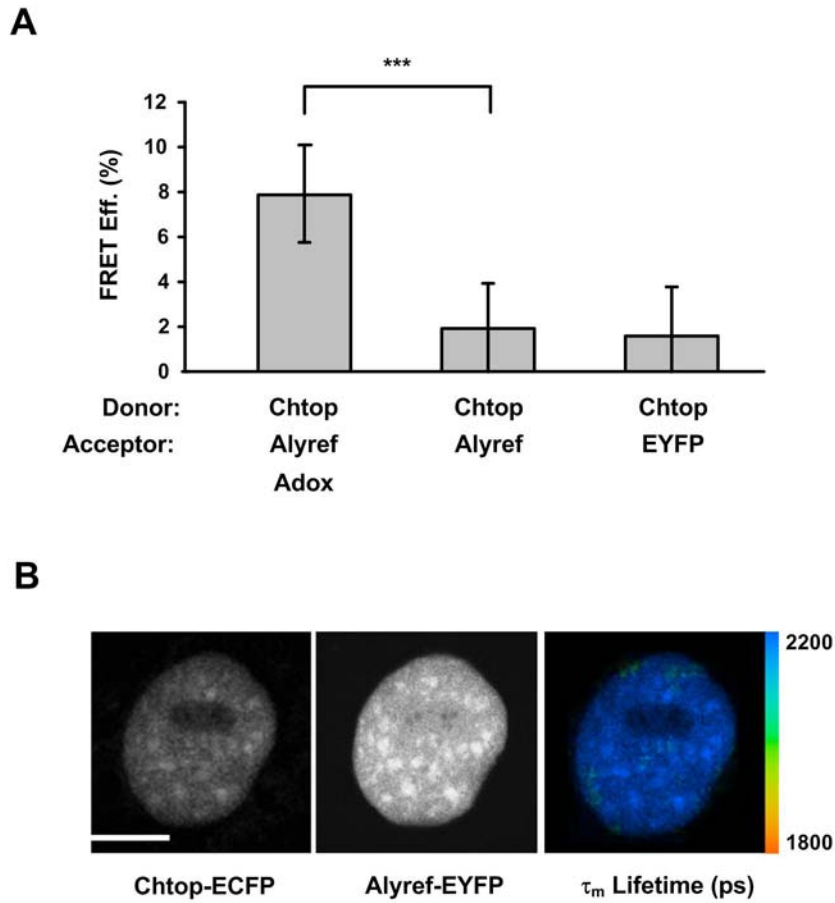 A
***
12
10
8
6
4
2
0
FRET Eff. (%)
Donor: Chtop Chtop Chtop
Acceptor: Alyref Alyref EYFP
Adox
B
2200
1800
Chtop-ECFP Alyref-EYFP τm Lifetime (ps)